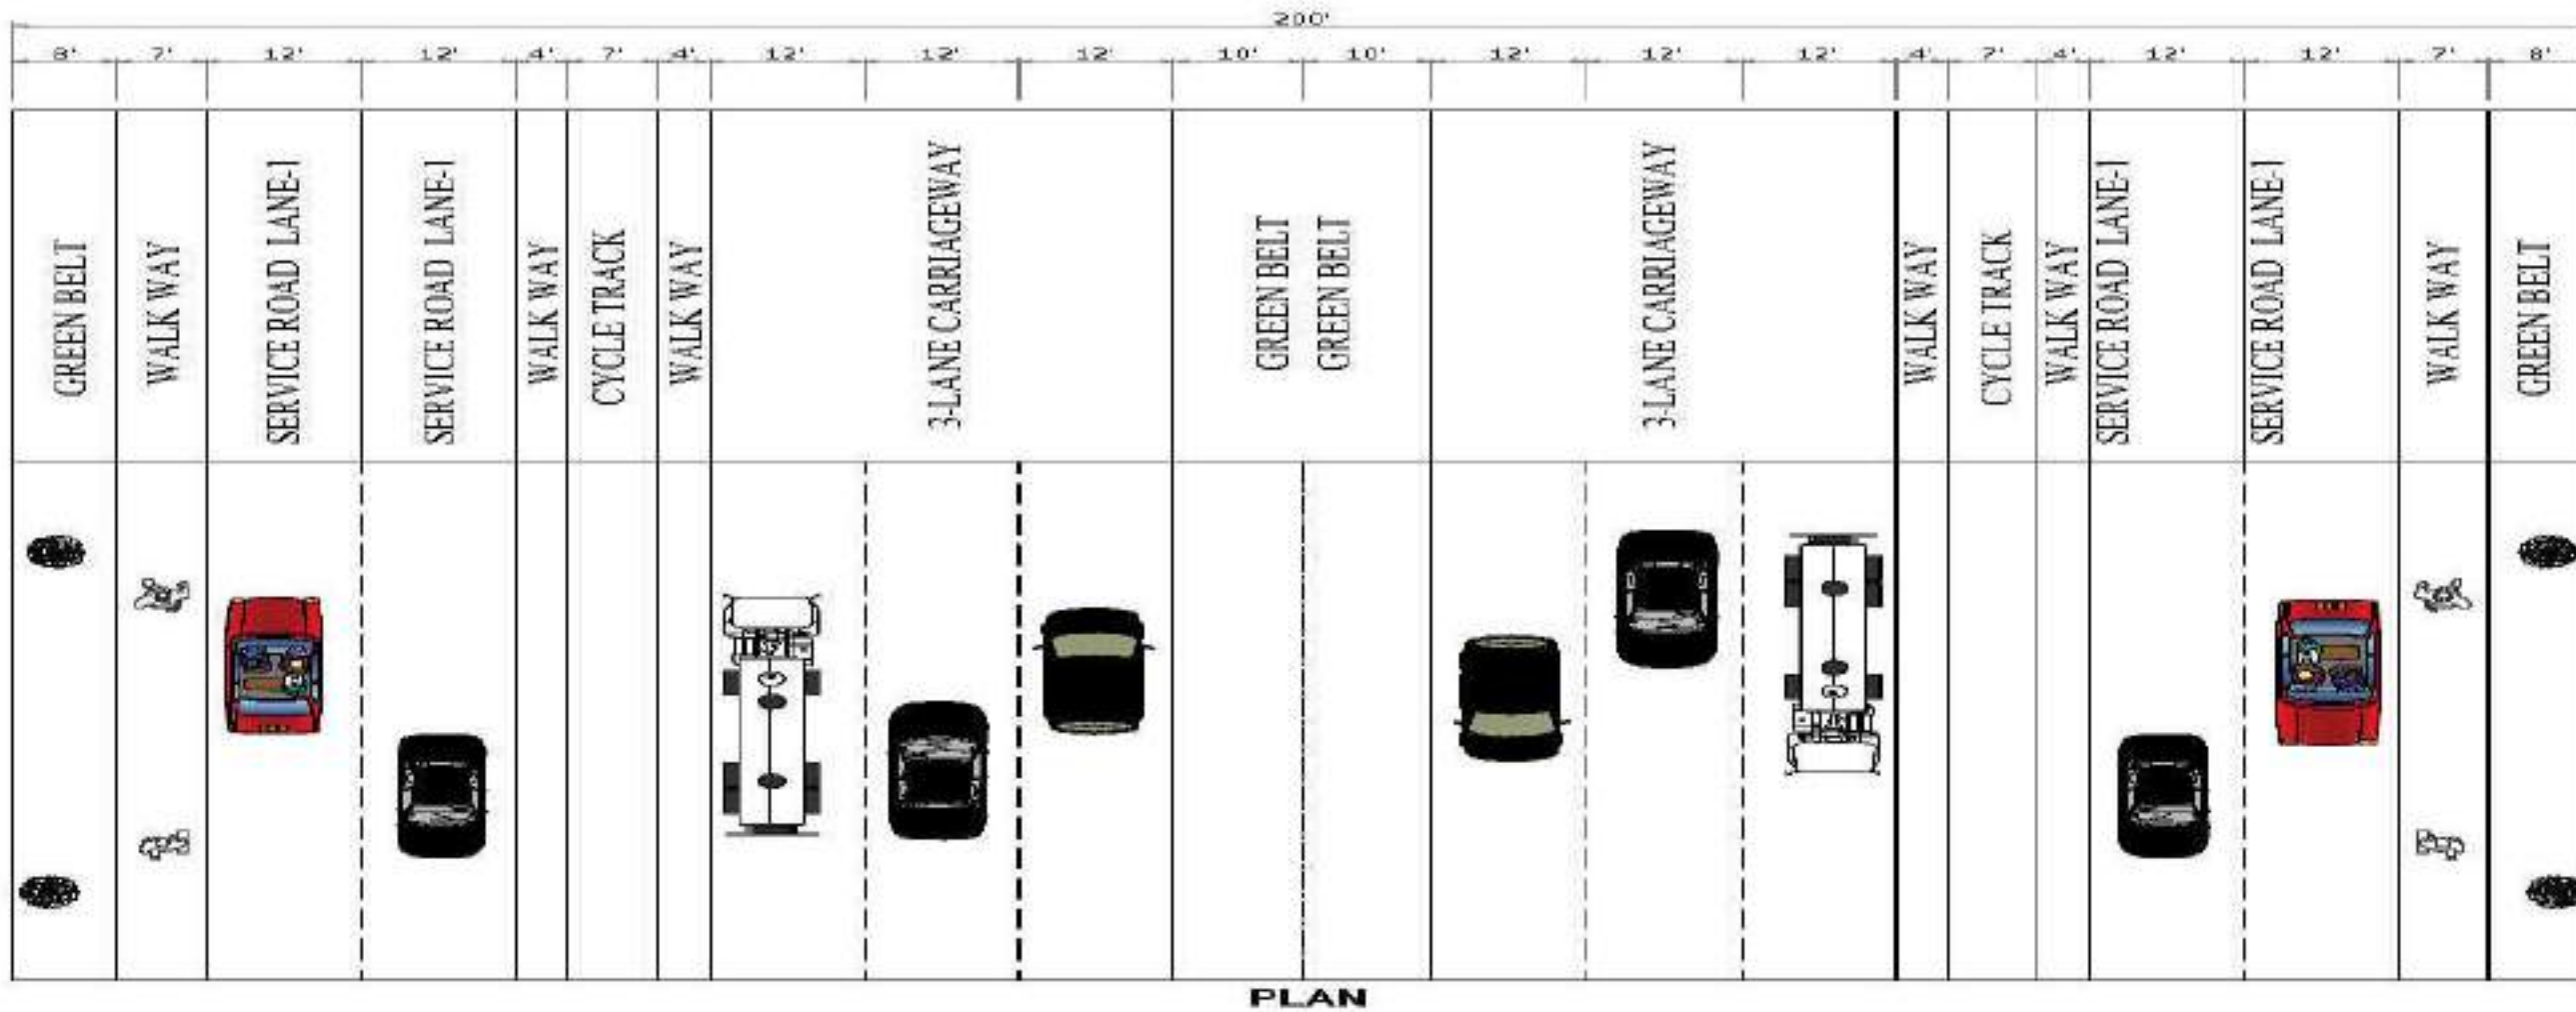 200'
8' 7' 12' 12' 4' 7' 4' 12' 12' 12' 10' 10' 12' 12' 12' 4' 7' 4' 12' 12' 7' 8'
GREEN BELT
WALK WAY
SERVICE ROAD LANE-1
SERVICE ROAD LANE-1
WALK WAY
CYCLE TRACK
WALK WAY
3-LANE CARRIAGEWAY
GREEN BELT
GREEN BELT
3-LANE CARRIAGEWAY
WALK WAY
CYCLE TRACK
WALK WAY
SERVICE ROAD LANE-1
SERVICE ROAD LANE-1
WALK WAY
GREEN BELT
PLAN